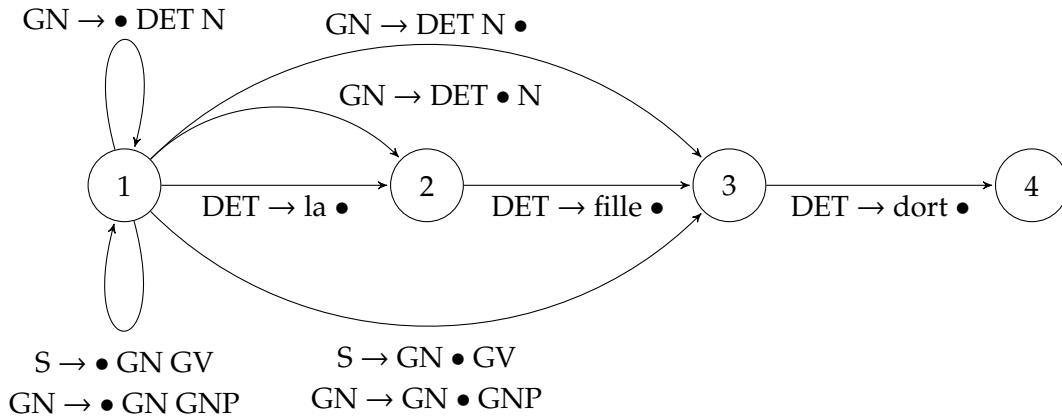 GN → • DET N
GN → DET N •
GN → DET • N
1
2
3
4
DET → la •
DET → fille •
DET → dort •
S → • GN GV
GN → • GN GNP
S → GN • GV
GN → GN • GNP